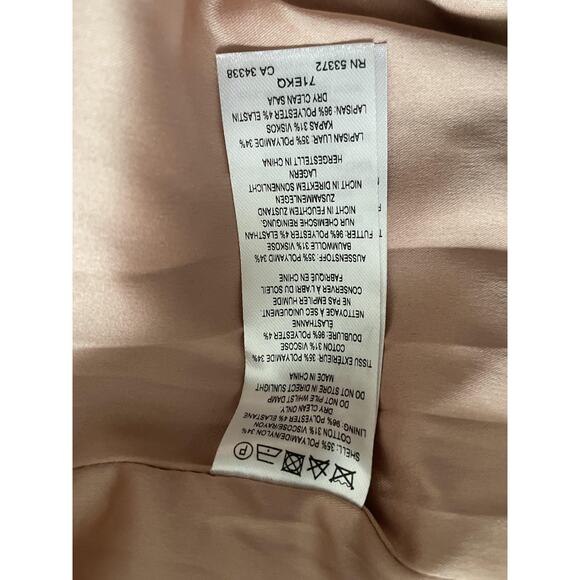 SHELL: 35% POLYAMIDE/NYLON 34%
COTTON 31% VISCOSE/RAYON
LINING: 96% POLYESTER 4% ELASTANE
DRY CLEAN ONLY
DO NOT PILE WHILST DAMP
DO NOT STORE IN DIRECT SUNLIGHT
MADE IN CHINA
TISSU EXTÉRIEUR: 35% POLYAMIDE 34%
COTON 31% VISCOSE
DOUBLURE: 96% POLYESTER 4%
ÉLASTHANNE
NETTOYAGE À SEC UNIQUEMENT.
NE PAS EMPILER HUMIDE
CONSERVER À L'ABRI DU SOLEIL
FABRIQUÉ EN CHINE
AUSSENSTOFF: 35% POLYAMID 34%
BAUMWOLLE 31% VISKOSE
FUTTER: 96% POLYESTER 4% ELASTHAN
NUR CHEMISCHE REINIGUNG.
NICHT IN FEUCHTEM ZUSTAND
ZUSAMMENLEGEN
NICHT IN DIREKTEM SONNENLICHT
LAGERN
HERGESTELLT IN CHINA
LAPISAN LUAR: 35% POLYAMIDE 34%
KAPAS 31% VISKOS
LAPISAN: 96% POLYESTER 4% ELASTIN
DRY CLEAN SAJA
71EKQ
RN 53372 CA 34338
P